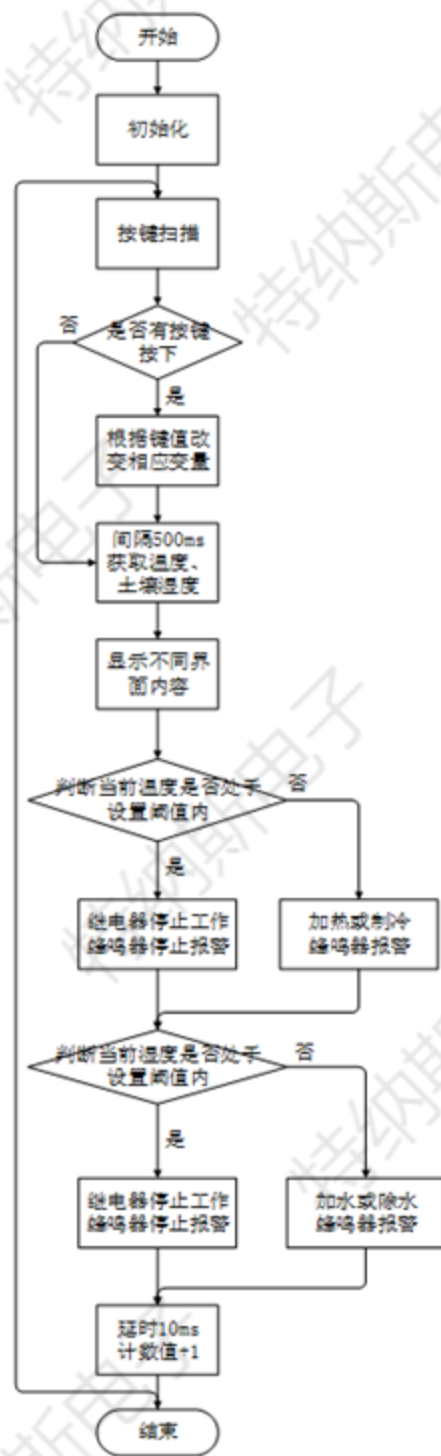 开始
初始化
按键扫描
否
是否有按键
按下
是
根据键值改
变相应变量
间隔500ms
获取温度、
土壤湿度
显示不同界
面内容
判断当前温度是否处于
设置阈值内
否
是
继电器停止工作
蜂鸣器停止报警
加热或制冷
蜂鸣器报警
判断当前湿度是否处于
设置阈值内
否
是
继电器停止工作
蜂鸣器停止报警
加水或除水
蜂鸣器报警
延时10ms
计数值+1
结束
特纳斯电子